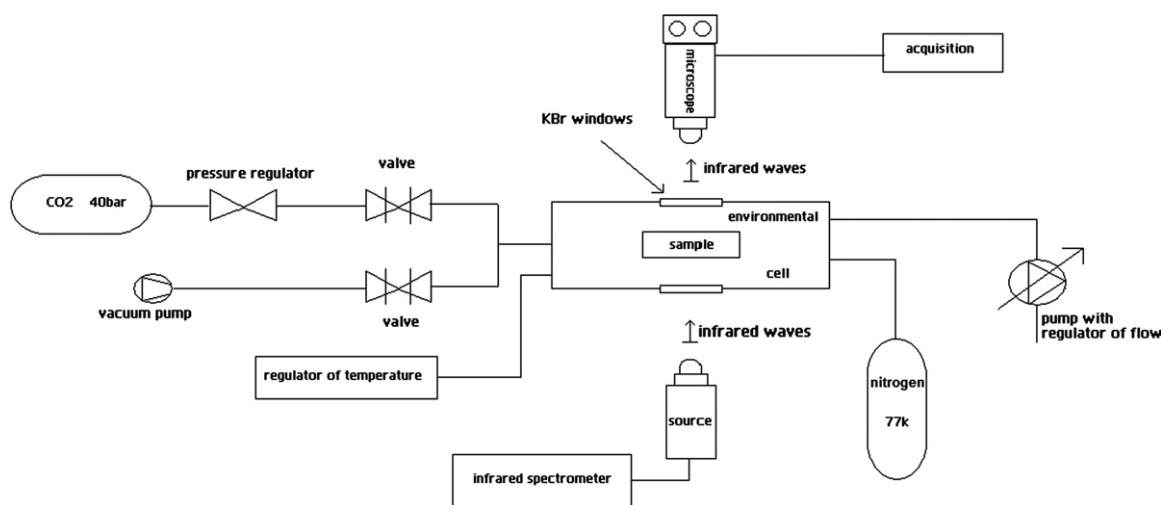 microscope
acquisition
KBr windows
infrared waves
pressure regulator
valve
CO2 40bar
environmental
sample
cell
vacuum pump
valve
pump with
regulator of flow
infrared waves
regulator of temperature
nitrogen
77k
source
infrared spectrometer